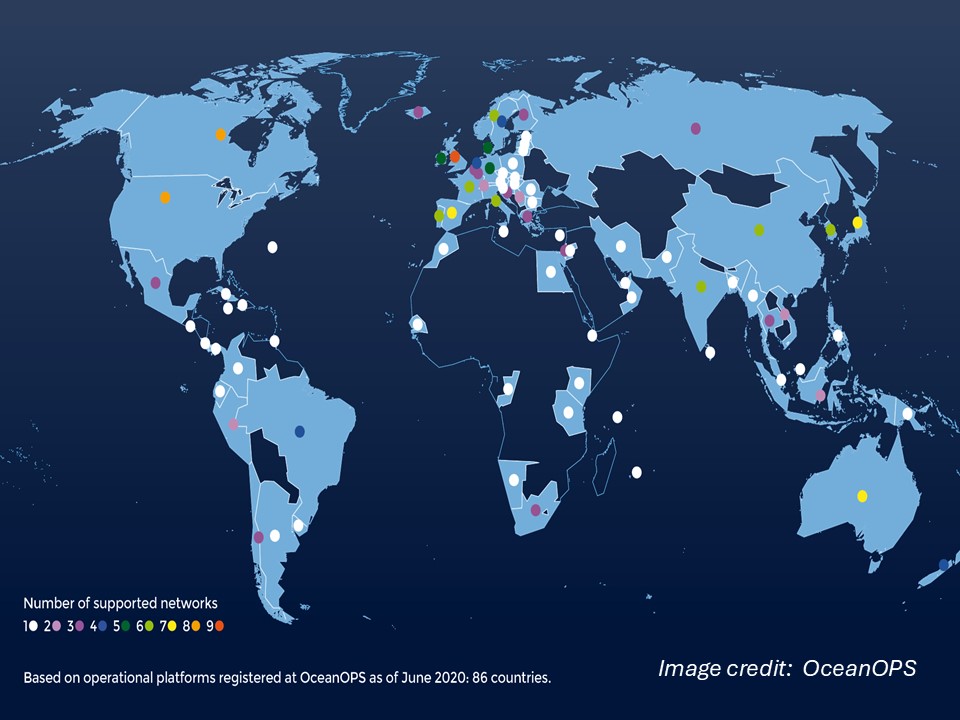 Number of supported networks
1 2 3 4 5 6 7 8 9
Based on operational platforms registered at OceanOPS as of June 2020: 86 countries.
Image credit: OceanOPS